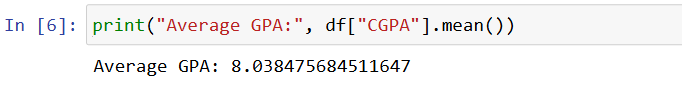 In [6]: print("Average GPA:", df["CGPA"].mean())
Average GPA: 8.038475684511647